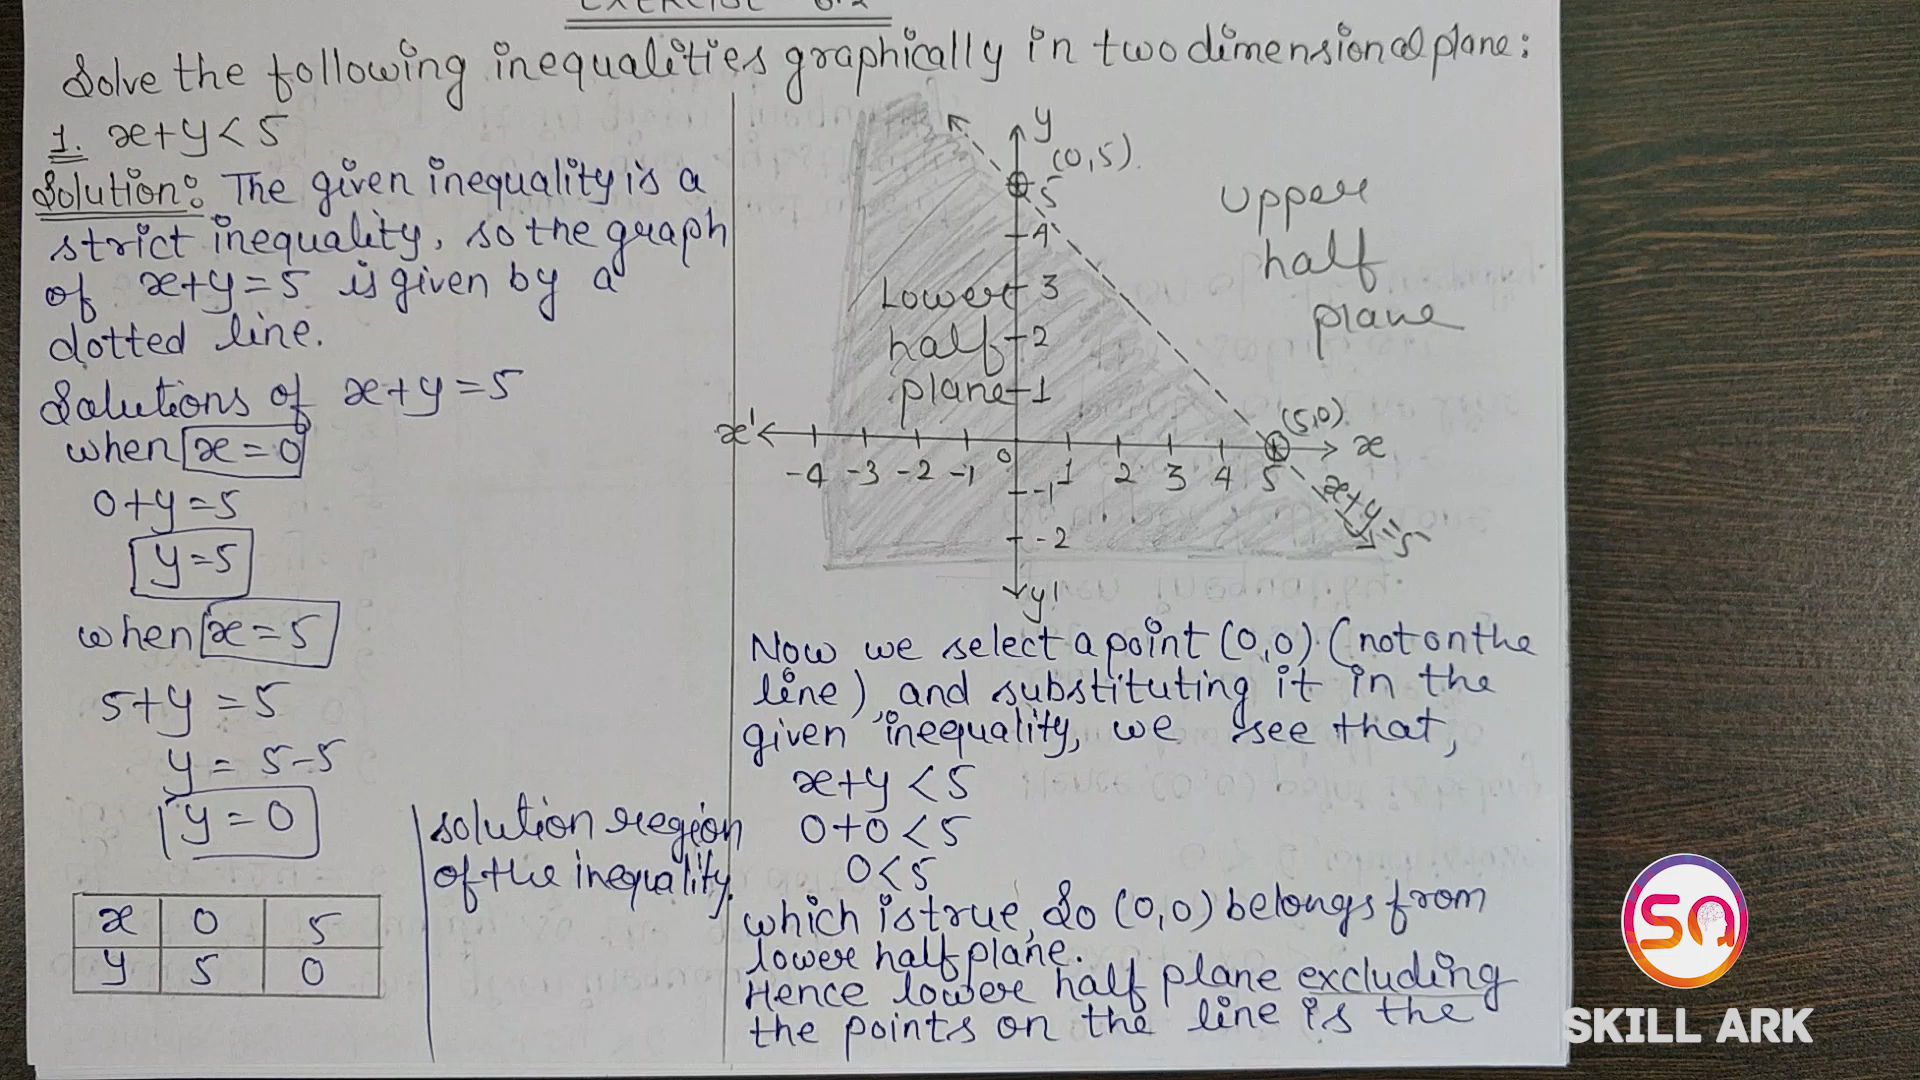 Solve the following inequalities graphically in two dimensional plane:
1. x+y<5
Solution: The given inequality is a
strict inequality, so the graph
of x+y=5 is given by a
dotted line.
Solutions of x+y=5
when x=0
0+y=5
y=5
when x=5
5+y=5
y=5-5
y=0
x 0 5
y 5 0
y
(0,5)
5
4
3
2
1
Lower
half
plane
Upper
half
plane
x'
(5,0)
x
-4 -3 -2 -1 0 1 2 3 4 5
-1
-2
x+y=5
y'
Now we select a point (0,0) (not on the
line), and substituting it in the
given inequality, we see that,
x+y<5
0+0<5
0<5
which is true, So (0,0) belongs from
lower half plane.
Hence lower half plane excluding
the points on the line is the
solution region
of the inequality.
SKILL ARK